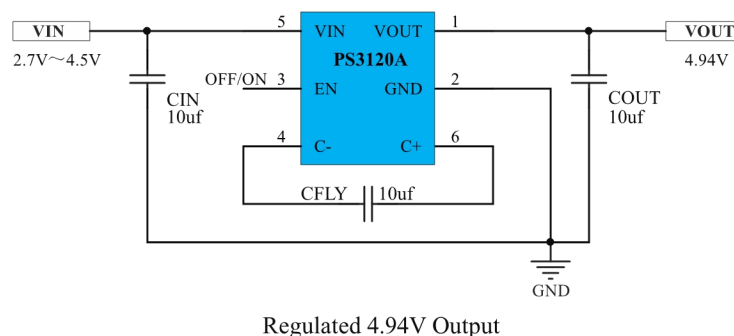 VIN
2.7V～4.5V
5
VIN
VOUT
1
VOUT
4.94V
PS3120A
OFF/ON
3
EN
GND
2
CIN
10uf
COUT
10uf
4
C-
C+
6
CFLY
10uf
GND
Regulated 4.94V Output